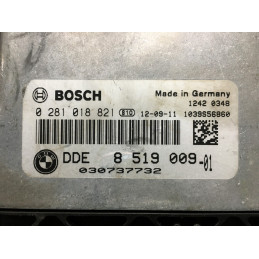 BOSCH
Made in Germany
1242 0348
0 281 018 821 12-09-11 1039S56860
DDE 8 519 009-01
030737732